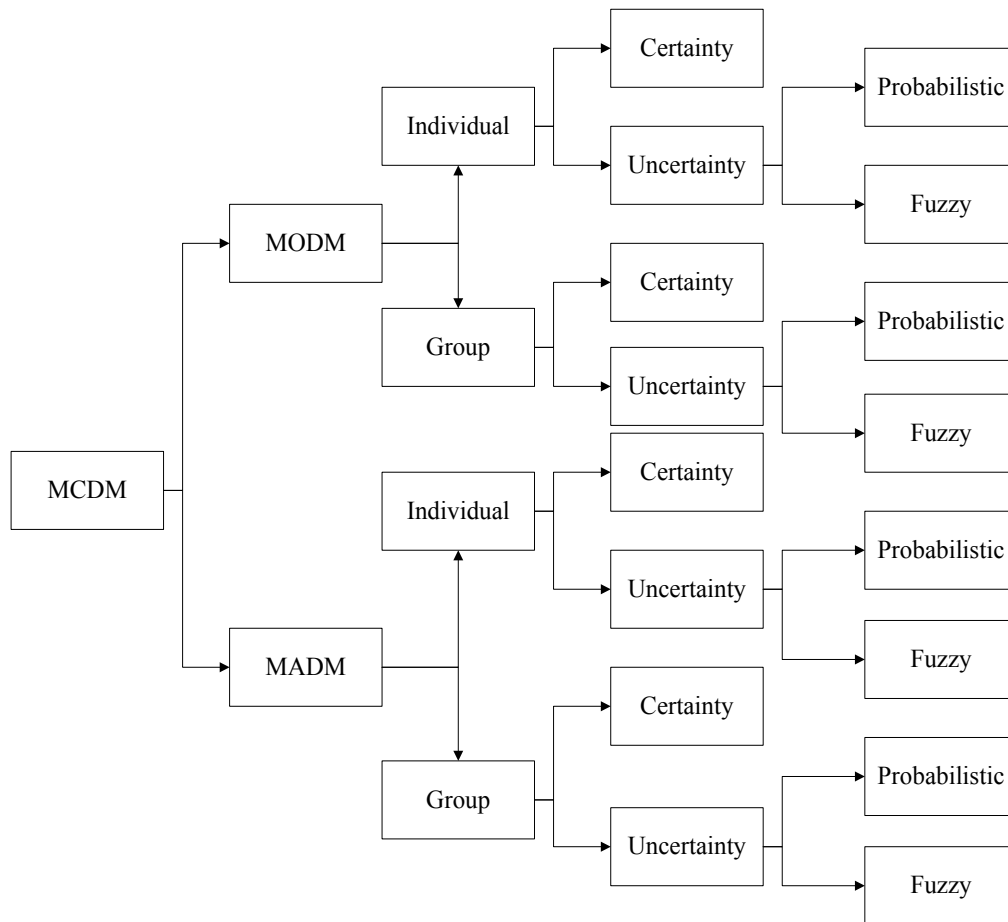 Certainty
Probabilistic
Individual
Uncertainty
Fuzzy
MODM
Certainty
Probabilistic
Group
Uncertainty
Fuzzy
MCDM
Certainty
Individual
Probabilistic
Uncertainty
Fuzzy
MADM
Certainty
Probabilistic
Group
Uncertainty
Fuzzy